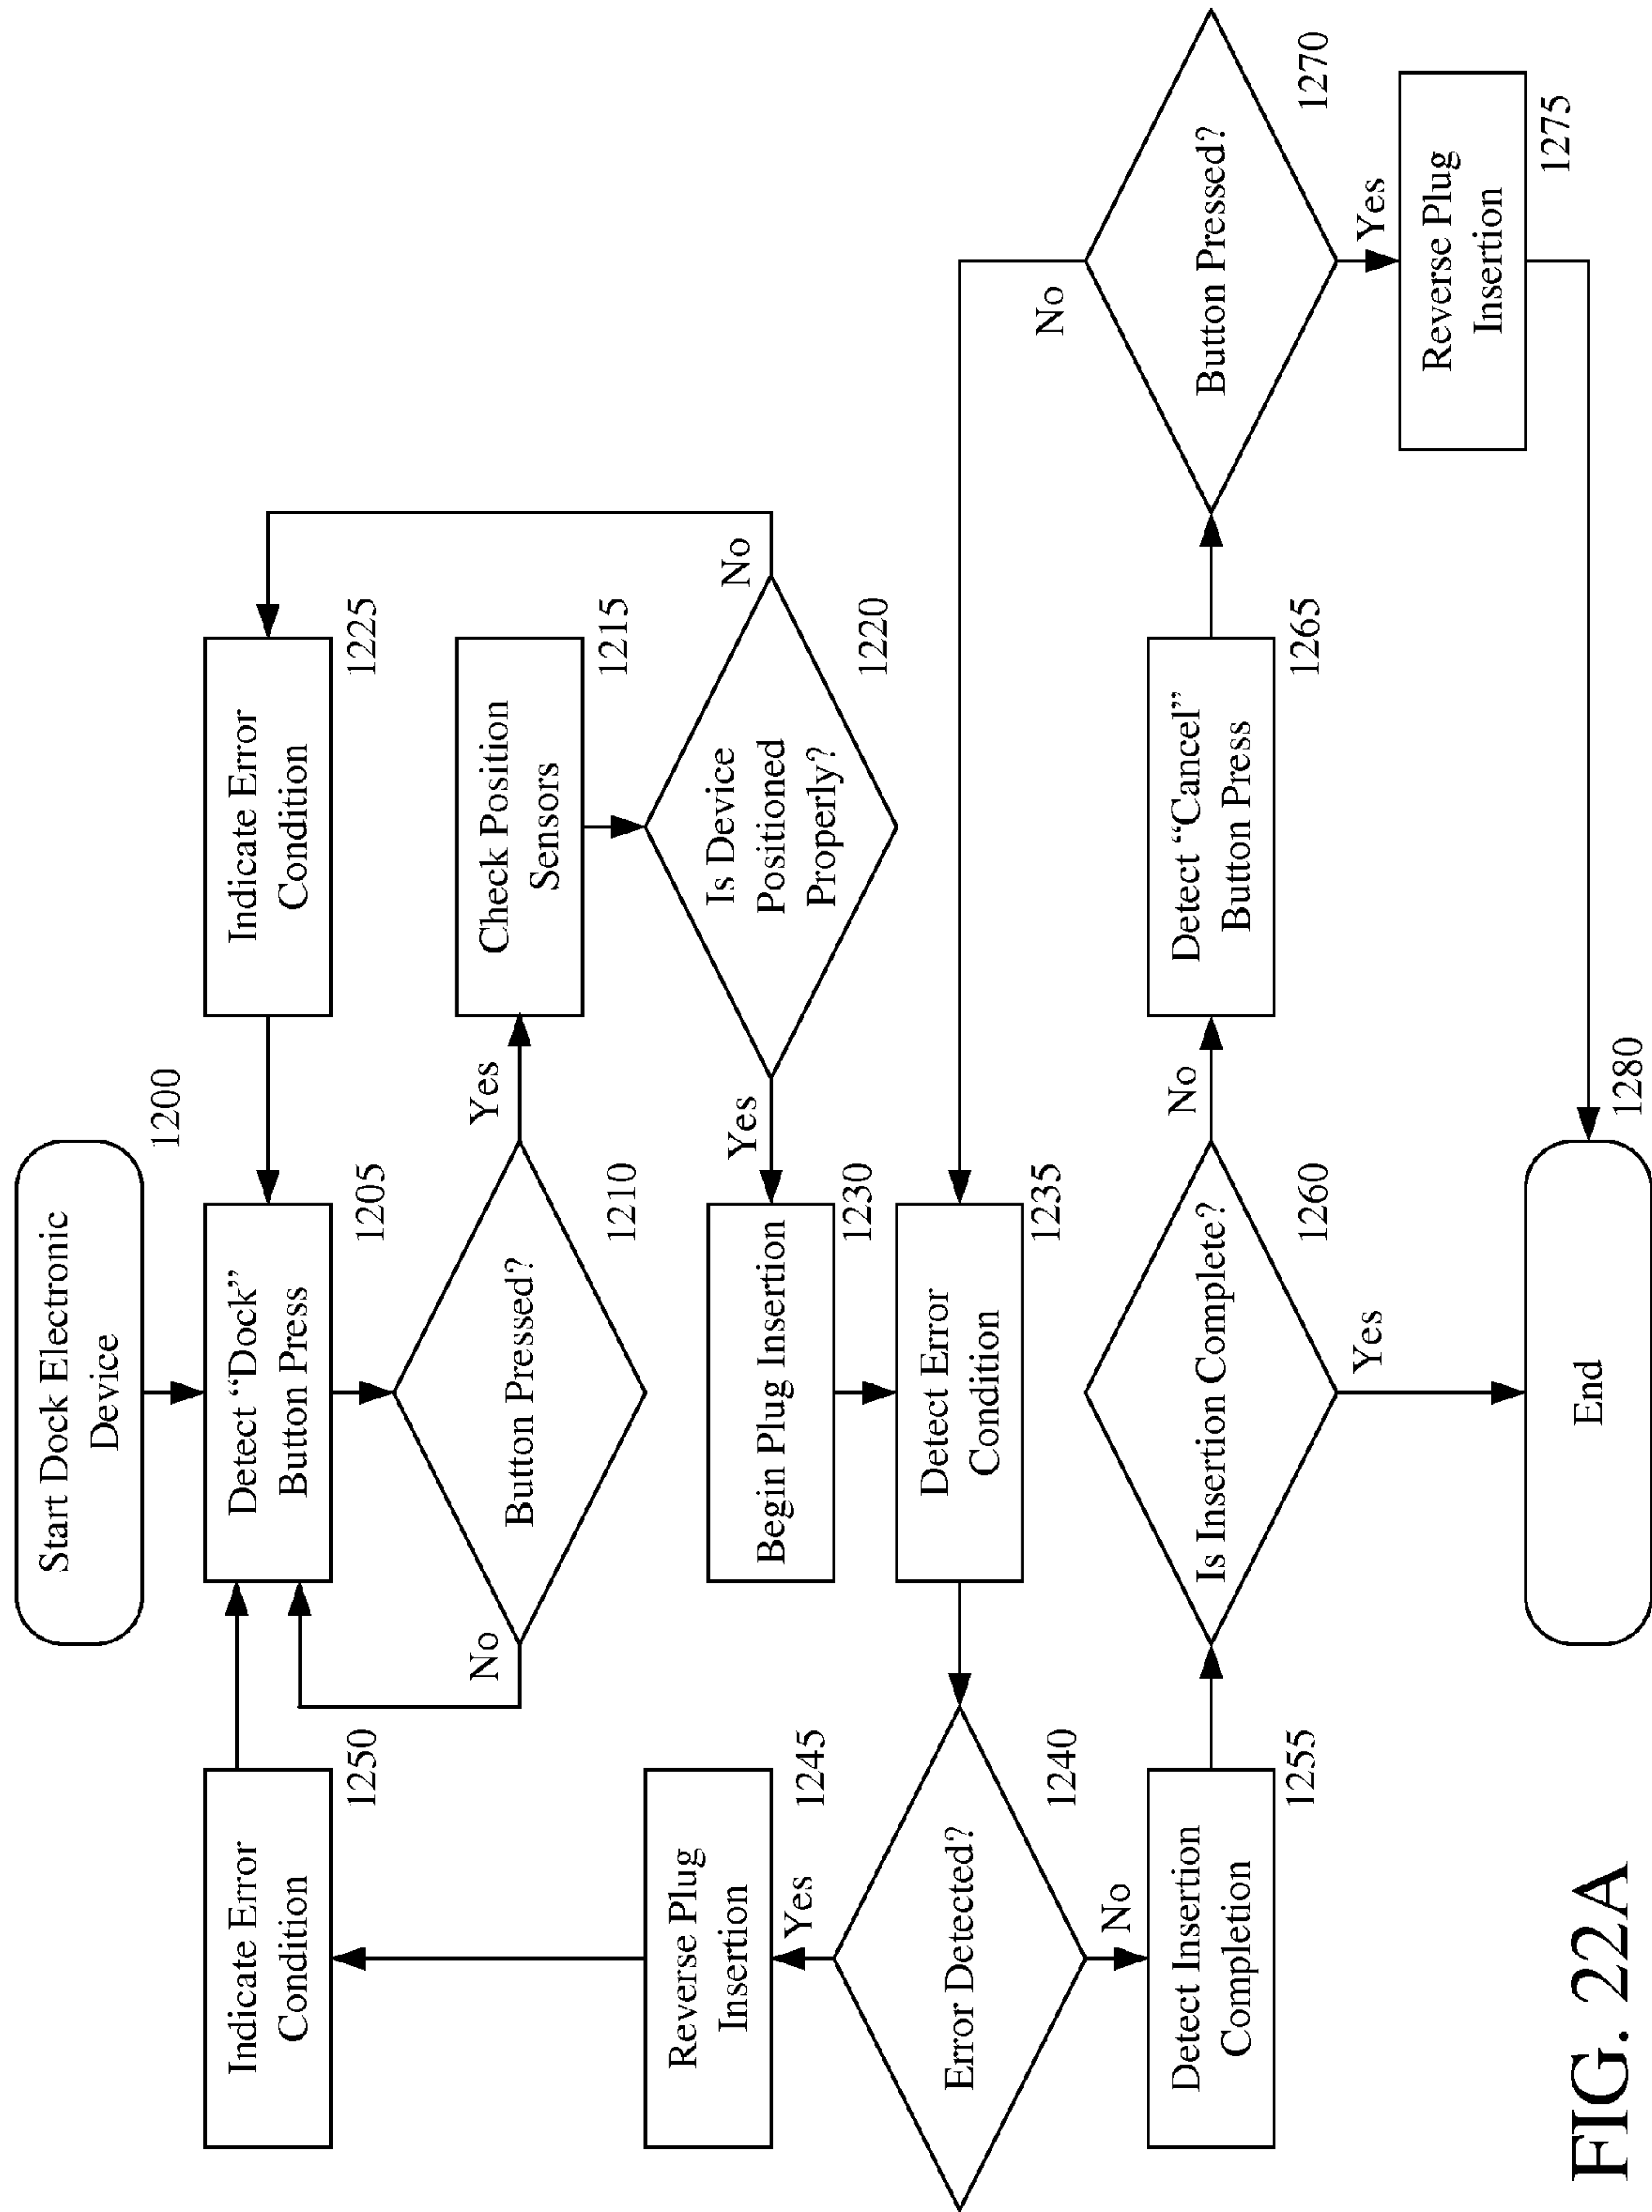 Start Dock Electronic
Device
1200
Indicate Error
Condition
1250
Detect “Dock”
Button Press
1205
Indicate Error
Condition
1225
No
Button Pressed?
1210
Yes
Check Position
Sensors
1215
Reverse Plug
Insertion
1245
Begin Plug Insertion
1230
Yes
Is Device
Positioned
Properly?
1220
No
Yes
Error Detected?
1240
No
Detect Error
Condition
1235
Detect Insertion
Completion
1255
Is Insertion Complete?
1260
No
Yes
Detect “Cancel”
Button Press
1265
No
Button Pressed?
1270
Yes
Reverse Plug
Insertion
1275
End
1280
FIG. 22A